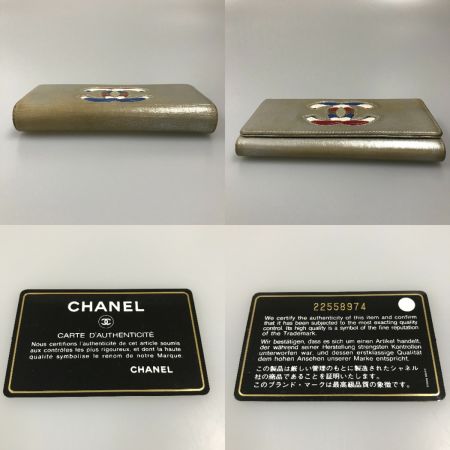 CHANEL
CARTE D'AUTHENTICITÉ
Nous certifions l'authenticité de cet article soumis
aux contrôles les plus rigoureux, et dont la haute
qualité symbolise le renom de notre Marque.
CHANEL
22558974
We certify the authenticity of this item and confirm
that it has been subjected to the most exacting quality
control. Its high quality is a symbol of the fine reputation
of the Trademark.
Wir bestätigen, dass es sich um einen Artikel handelt,
der während seiner Herstellung strengsten Kontrollen
unterworfen war, und dessen erstklassige Qualität
dem hohen Ansehen unserer Marke entspricht.
この製品は厳しい管理のもとに製造されたシャネル
社の商品であることを証明いたします。
このブランド・マークは最高級品質の象徴です。